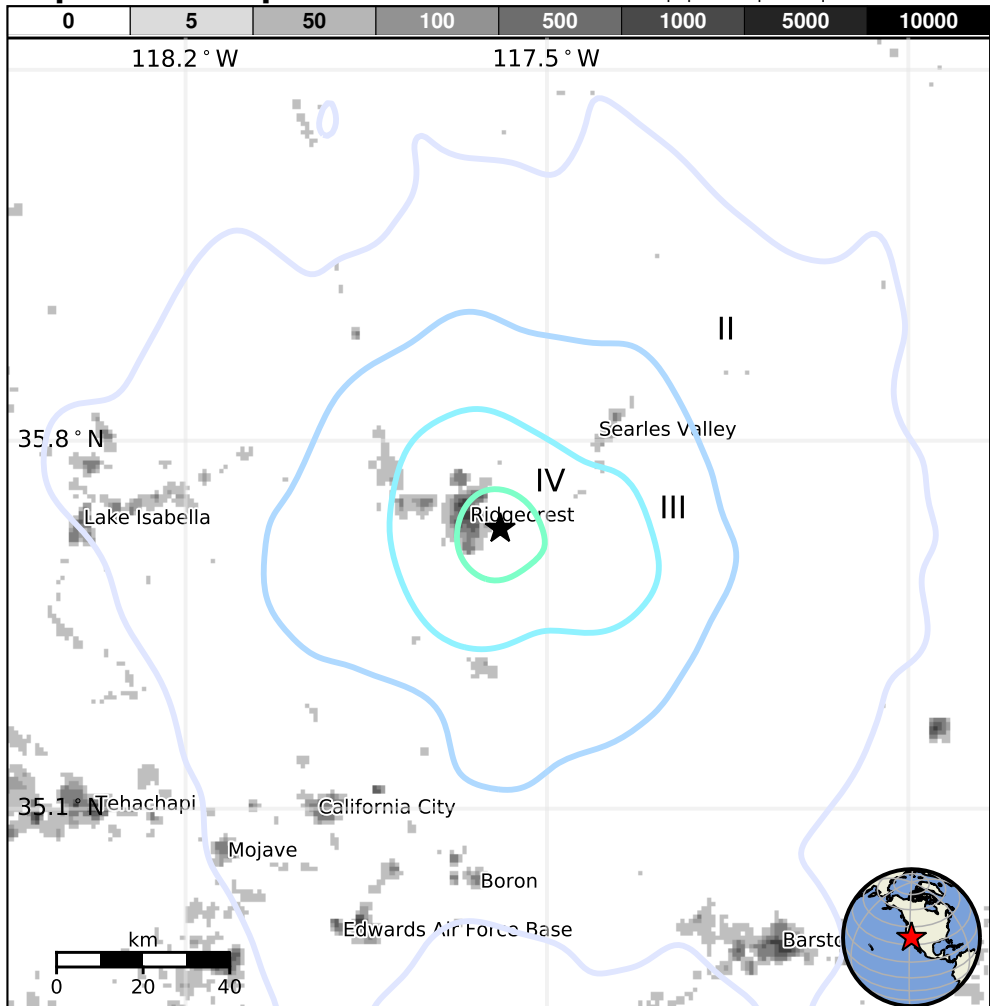 0 5 50 100 500 1000 5000 10000
118.2°W 117.5°W
II
35.8°N
Searles Valley
IV
III
Lake Isabella
Ridgecrest
35.1°N
Tehachapi
California City
Mojave
Boron
Edwards Air Force Base
Barsto
km
0 20 40